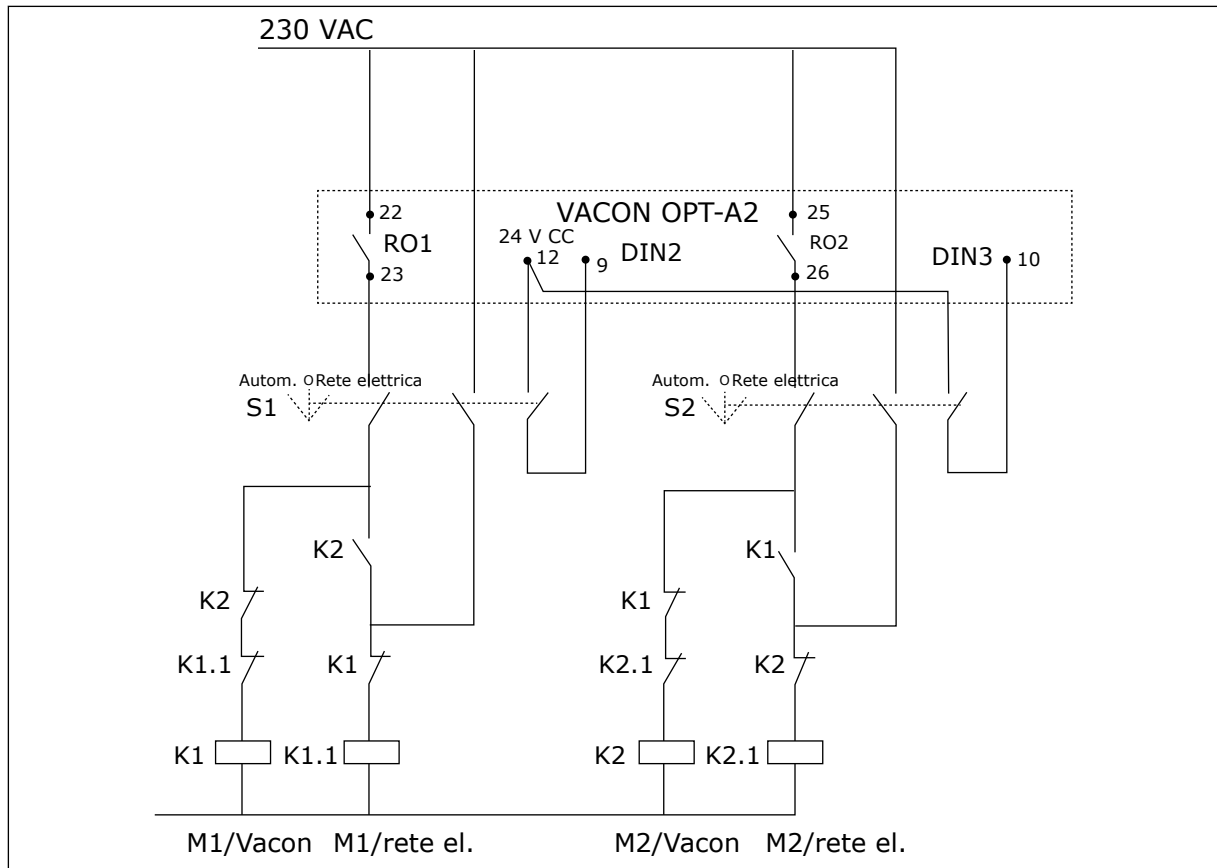 230 VAC
VACON OPT-A2
22
RO1
23
24 V CC
12
9
DIN2
25
RO2
26
DIN3
10
Autom. O Rete elettrica
S1
Autom. O Rete elettrica
S2
K2
K2
K1.1
K1
K1
K1.1
K1
K1
K2.1
K2
K2
K2.1
M1/Vacon
M1/rete el.
M2/Vacon
M2/rete el.